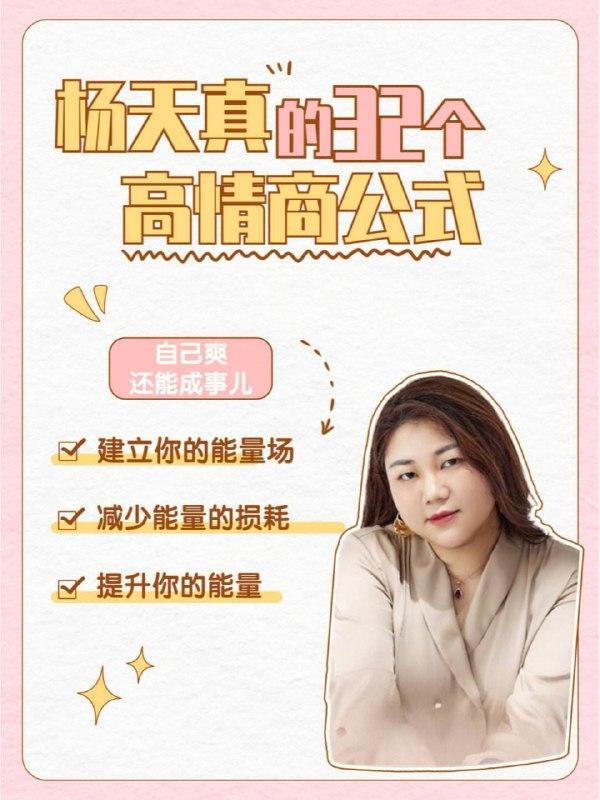 杨天真的32个
高情商公式
自己爽
还能成事儿
建立你的能量场
减少能量的损耗
提升你的能量